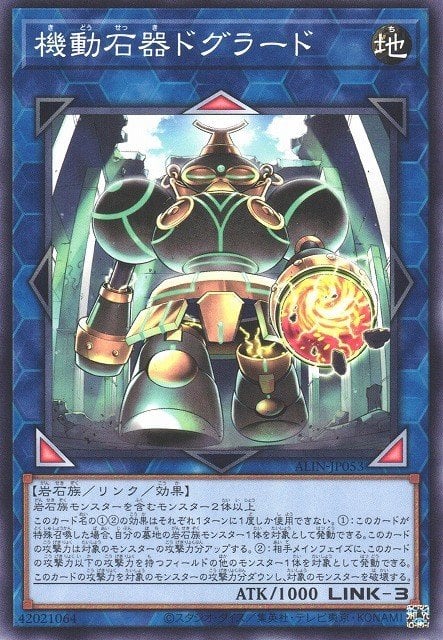 機動石器ドグラード
地
ALIN-JP053
【岩石族／リンク／効果】
岩石族モンスターを含むモンスター2体以上
このカード名の①②の効果はそれぞれ1ターンに1度しか使用できない。①：このカードが
特殊召喚した場合、自分の墓地の岩石族モンスター1体を対象として発動できる。このカード
の攻撃力は対象のモンスターの攻撃力分アップする。②：相手メインフェイズに、このカード
の攻撃力以下の攻撃力を持つフィールドの他のモンスター1体を対象として発動できる。
このカードの攻撃力を対象のモンスターの攻撃力分ダウンし、対象のモンスターを破壊する。
ATK/1000 LINK-3
42021064 ©スタジオ・ダイス/集英社・テレビ東京・KONAMI